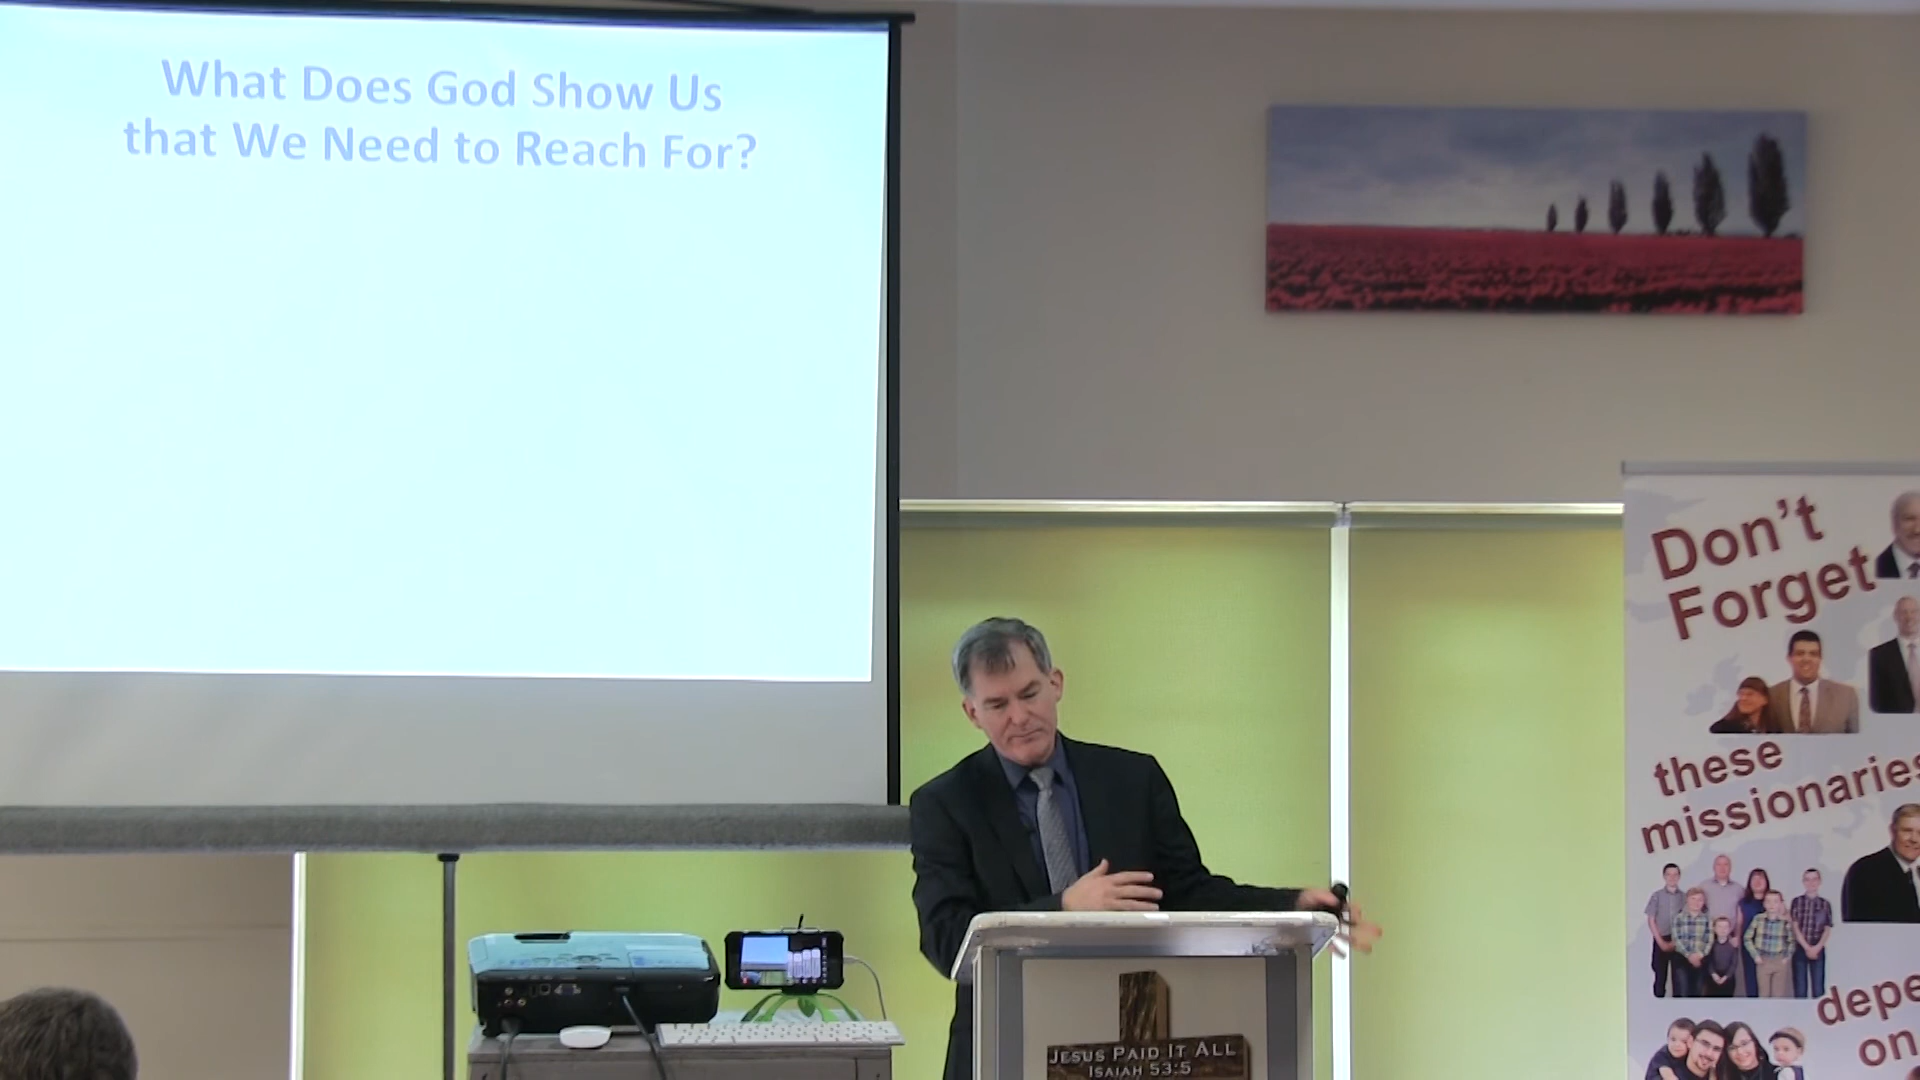 What Does God Show Us
that We Need to Reach For?
Don't
Forget
these
missionaries
on
JESUS PAID IT ALL
ISAIAH 53:5